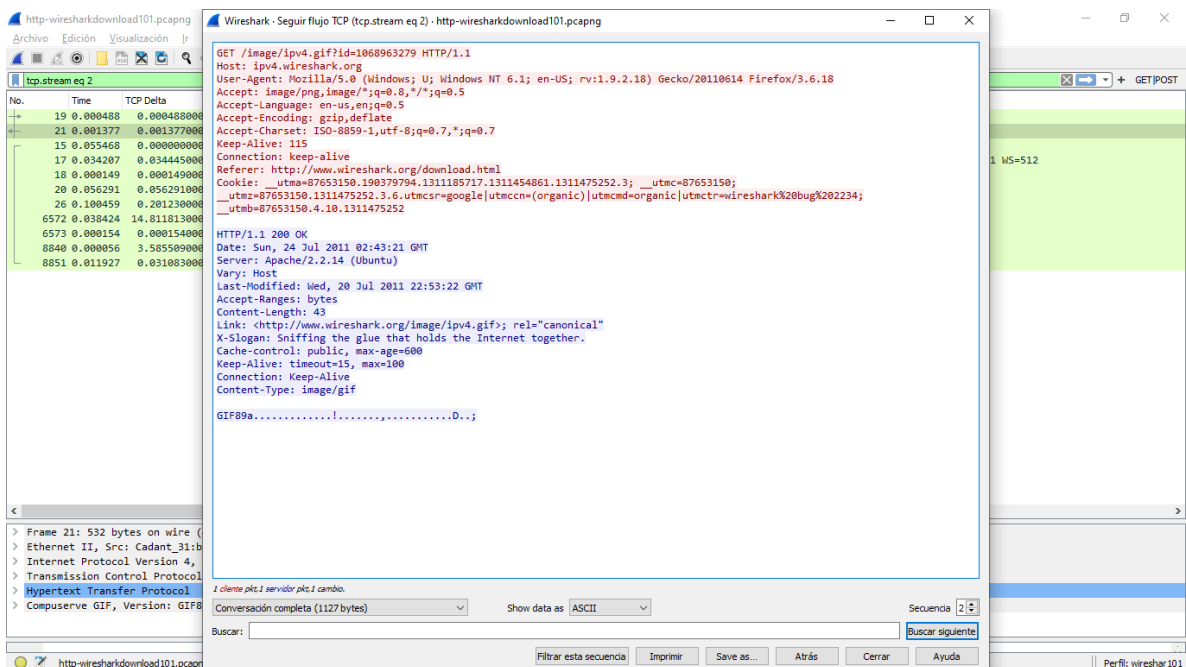 http-wiresharkdownload101.pcapng
Archivo Edición Visualización Ir
tcp.stream eq 2
GET|POST
No. Time TCP Delta
19 0.000488 0.000488000
21 0.001377 0.001377000
15 0.055468 0.000000000
17 0.034207 0.034445000
1 WS=512
18 0.000149 0.000149000
20 0.056291 0.056291000
26 0.100459 0.201230000
6572 0.038424 14.811813000
6573 0.000154 0.000154000
8840 0.000056 3.585509000
8851 0.011927 0.031083000
Frame 21: 532 bytes on wire (
Ethernet II, Src: Cadant_31:b
Internet Protocol Version 4,
Transmission Control Protocol
Hypertext Transfer Protocol
Compuserve GIF, Version: GIF8
http-wiresharkdownload101.pcapn
Perfil: wireshar101
Wireshark · Seguir flujo TCP (tcp.stream eq 2) · http-wiresharkdownload101.pcapng
GET /image/ipv4.gif?id=1068963279 HTTP/1.1
Host: ipv4.wireshark.org
User-Agent: Mozilla/5.0 (Windows; U; Windows NT 6.1; en-US; rv:1.9.2.18) Gecko/20110614 Firefox/3.6.18
Accept: image/png,image/*;q=0.8,*/*;q=0.5
Accept-Language: en-us,en;q=0.5
Accept-Encoding: gzip,deflate
Accept-Charset: ISO-8859-1,utf-8;q=0.7,*;q=0.7
Keep-Alive: 115
Connection: keep-alive
Referer: http://www.wireshark.org/download.html
Cookie: __utma=87653150.190379794.1311185717.1311454861.1311475252.3; __utmc=87653150;
__utmz=87653150.1311475252.3.6.utmcsr=google|utmccn=(organic)|utmcmd=organic|utmctr=wireshark%20bug%202234;
__utmb=87653150.4.10.1311475252
HTTP/1.1 200 OK
Date: Sun, 24 Jul 2011 02:43:21 GMT
Server: Apache/2.2.14 (Ubuntu)
Vary: Host
Last-Modified: Wed, 20 Jul 2011 22:53:22 GMT
Accept-Ranges: bytes
Content-Length: 43
Link: <http://www.wireshark.org/image/ipv4.gif>; rel="canonical"
X-Slogan: Sniffing the glue that holds the Internet together.
Cache-control: public, max-age=600
Keep-Alive: timeout=15, max=100
Connection: Keep-Alive
Content-Type: image/gif
GIF89a.............!.......,...........D..;
1 cliente pkt,1 servidor pkt,1 cambio.
Conversación completa (1127 bytes) Show data as ASCII Secuencia 2
Buscar: Buscar siguiente
Filtrar esta secuencia Imprimir Save as... Atrás Cerrar Ayuda